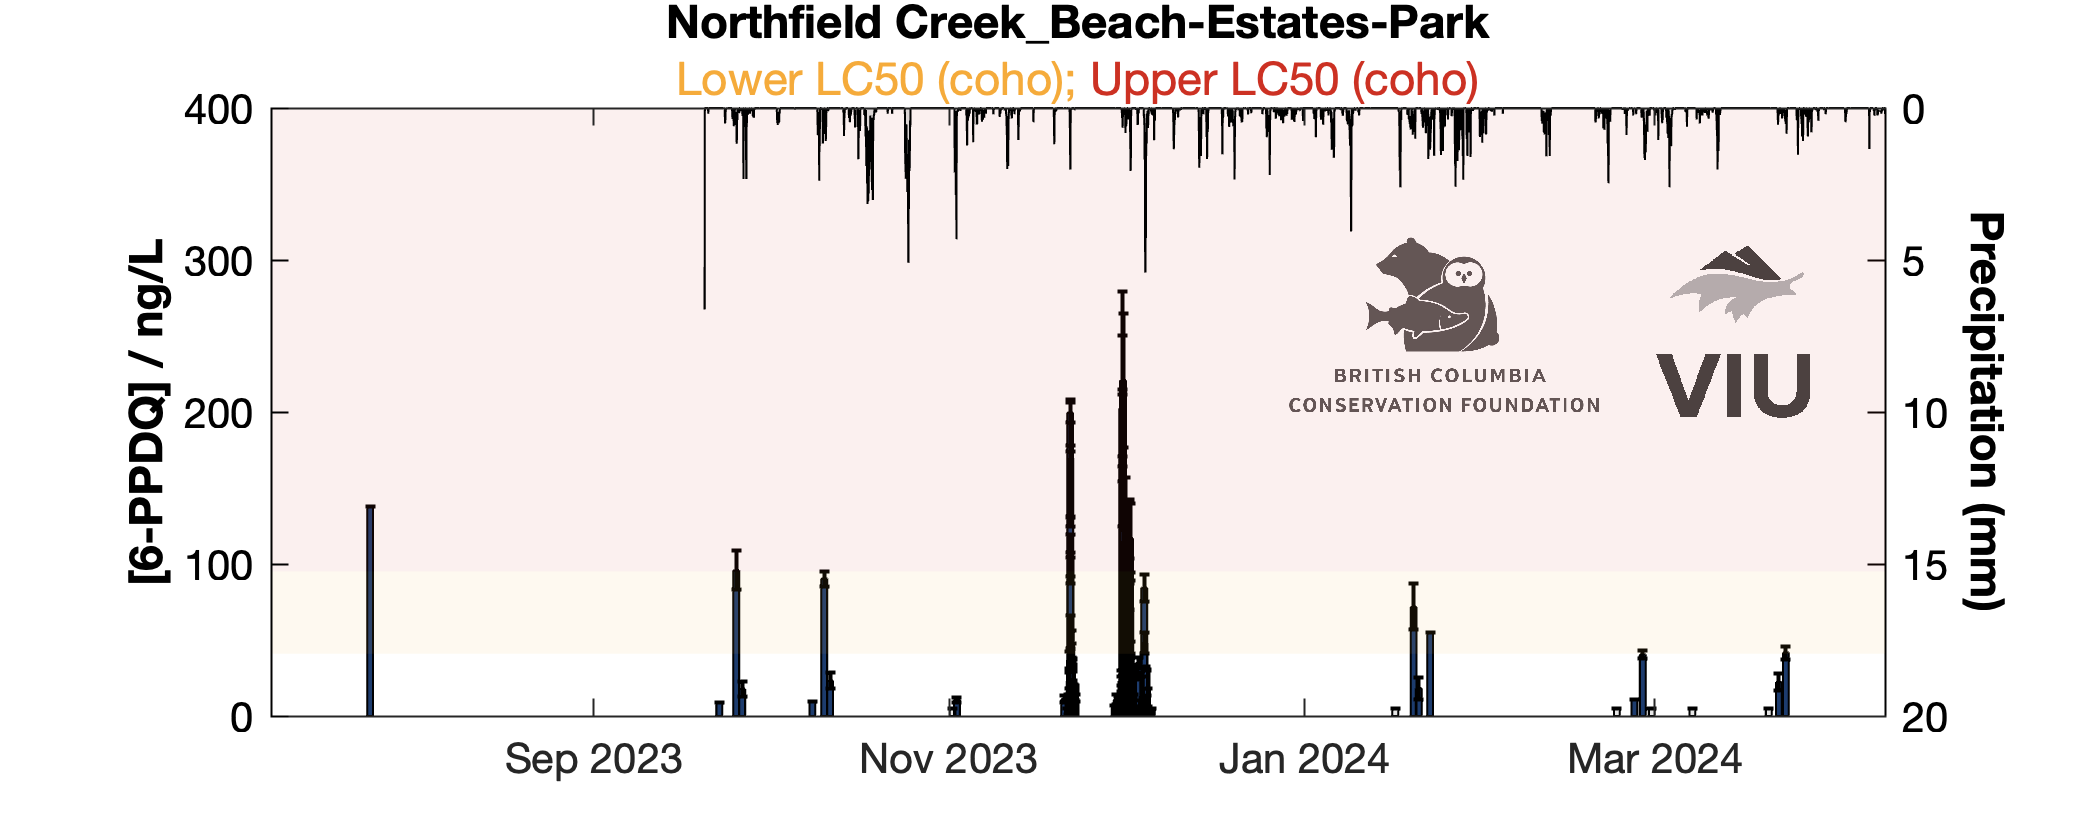 Northfield Creek_Beach-Estates-Park
Lower LC50 (coho); Upper LC50 (coho)
400
300
200
100
0
[6-PPDQ] / ng/L
0
5
10
15
20
Precipitation (mm)
BRITISH COLUMBIA
CONSERVATION FOUNDATION
VIU
Sep 2023
Nov 2023
Jan 2024
Mar 2024